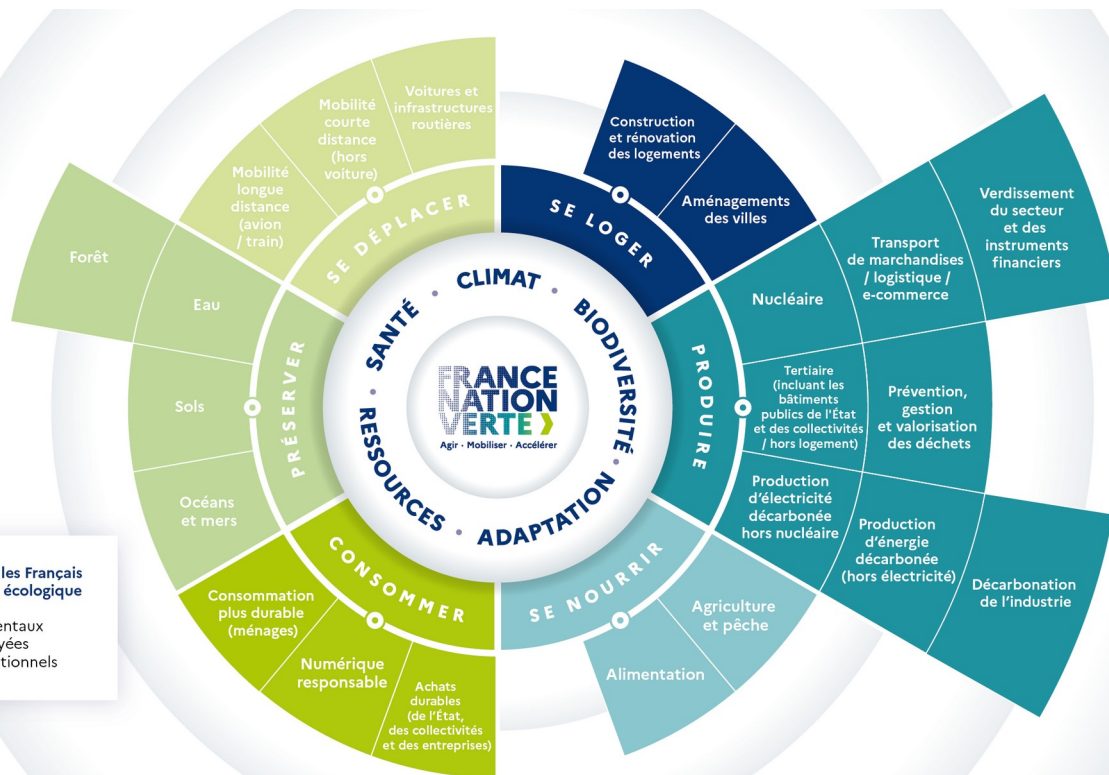 Voitures et
infrastructures
routières
Mobilité
courte
distance
(hors
voiture)
Mobilité
longue
distance
(avion
/ train)
SE DÉPLACER
Construction
et rénovation
des logements
Aménagements
des villes
SE LOGER
Verdissement
du secteur
et des
instruments
financiers
Transport
de marchandises
/ logistique /
e-commerce
Nucléaire
Tertiaire
(incluant les
bâtiments
publics de l'État
et des collectivités
/ hors logement)
Prévention,
gestion
et valorisation
des déchets
Production
d'électricité
décarbonée
hors nucléaire
Production
d'énergie
décarbonée
(hors électricité)
Décarbonation
de l'industrie
PRODUIRE
Agriculture
et pêche
Alimentation
SE NOURRIR
Achats
durables
(de l'État,
des collectivités
et des entreprises)
Numérique
responsable
Consommation
plus durable
(ménages)
CONSOMMER
Océans
et mers
Sols
Eau
Forêt
PRÉSERVER
SANTÉ · CLIMAT · BIODIVERSITÉ · ADAPTATION · RESSOURCES ·
FRANCE
NATION
VERTE
Agir · Mobiliser · Accélérer
les Français
écologique